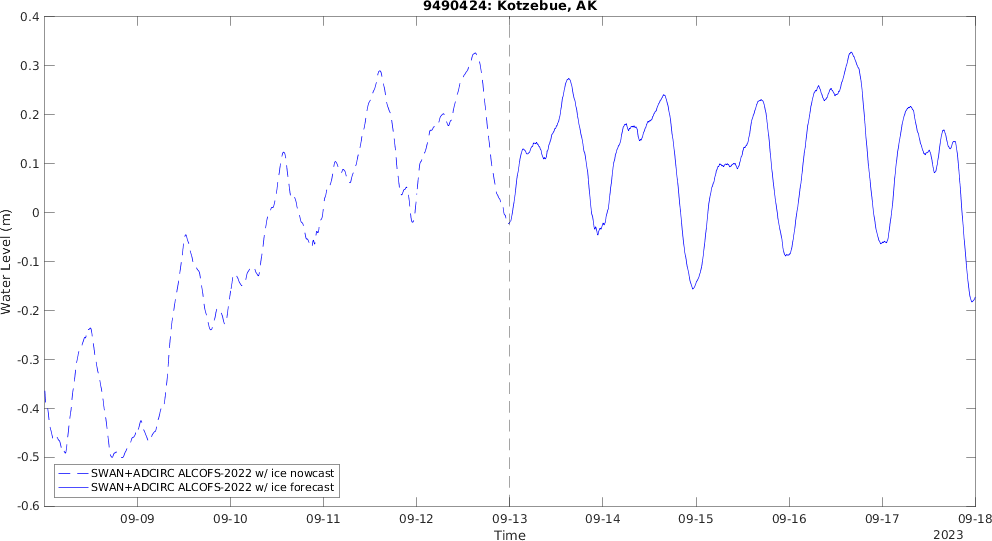 9490424: Kotzebue, AK
0.4
0.3
0.2
0.1
0
-0.1
-0.2
-0.3
-0.4
-0.5
-0.6
Water Level (m)
SWAN+ADCIRC ALCOFS-2022 w/ ice nowcast
SWAN+ADCIRC ALCOFS-2022 w/ ice forecast
09-09 09-10 09-11 09-12 09-13 09-14 09-15 09-16 09-17 09-18
Time
2023